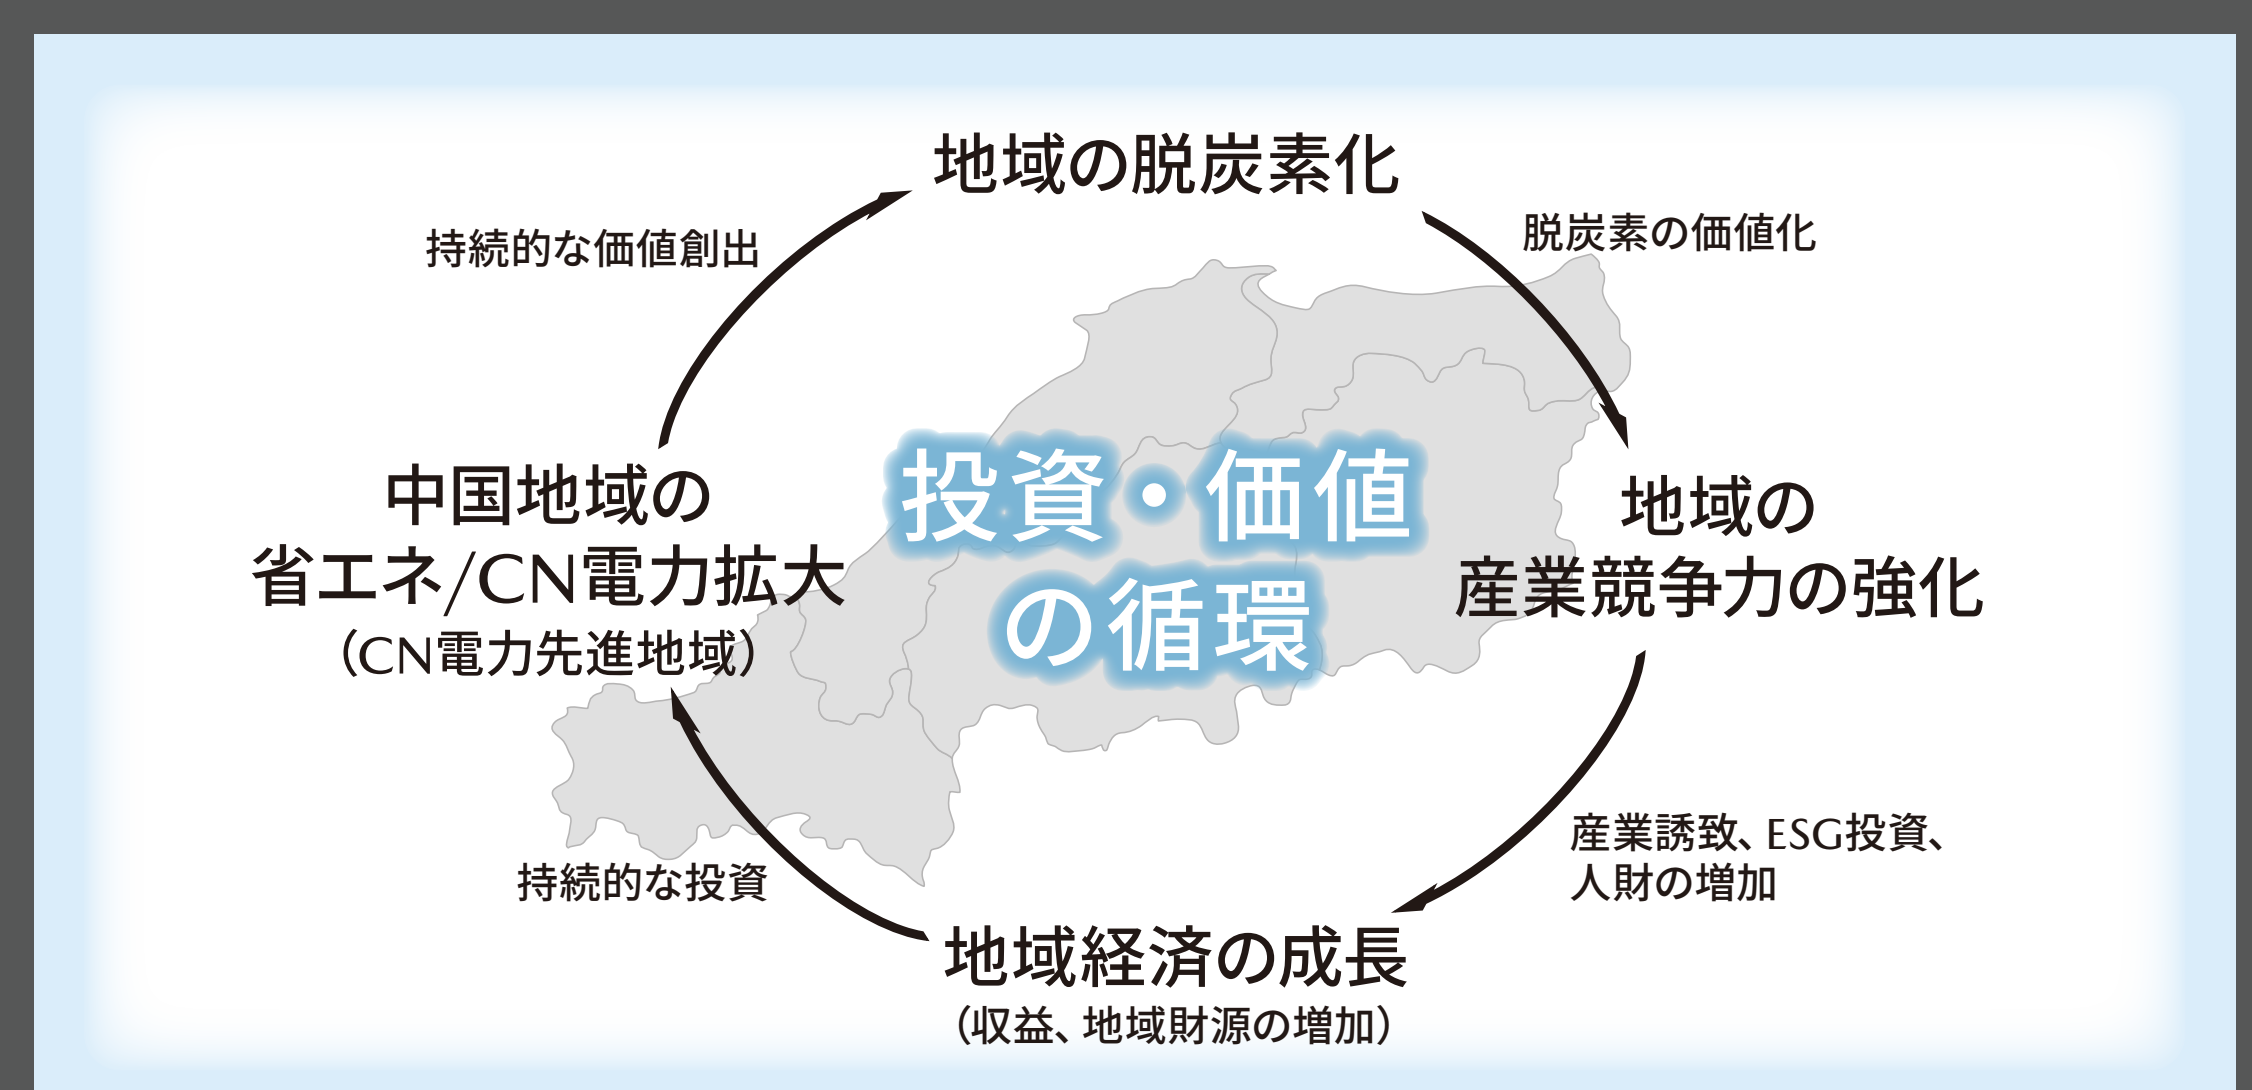 地域の脱炭素化
持続的な価値創出
脱炭素の価値化
投資・価値
の循環
中国地域の
省エネ/CN電力拡大
（CN電力先進地域）
地域の
産業競争力の強化
産業誘致、ESG投資、
人財の増加
持続的な投資
地域経済の成長
（収益、地域財源の増加）